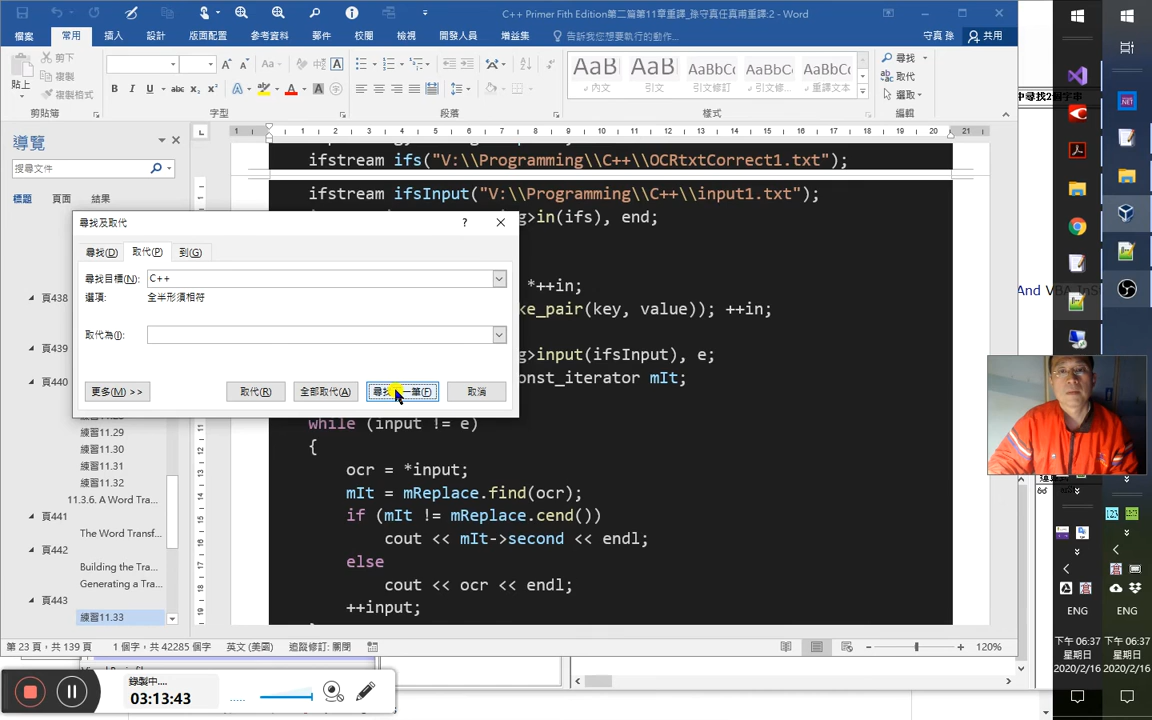 C++ Primer Fith Edition第二篇第11章重譯_孫守真任真甫重譯:2 - Word
檔案 常用 插入 設計 版面配置 參考資料 郵件 校閱 檢視 開發人員 增益集 告訴我您想要執行的動作... 守真 孫 共用
貼上 剪下 複製 複製格式
內文 引文 引文修訂 引文修... 重譯文本
尋找 取代 選取
剪貼簿 字型 段落 樣式 編輯
中尋找2個字串
導覽
搜尋文件
標題 頁面 結果
ifstream ifs("V:\\Programming\\C++\\OCRtxtCorrect1.txt");
ifstream ifsInput("V:\\Programming\\C++\\input1.txt");
>in(ifs), end;
*++in;
ke_pair(key, value)); ++in;
>input(ifsInput), e;
onst_iterator mIt;
while (input != e)
{
ocr = *input;
mIt = mReplace.find(ocr);
if (mIt != mReplace.cend())
cout << mIt->second << endl;
else
cout << ocr << endl;
++input;
尋找及取代
尋找(D) 取代(P) 到(G)
尋找目標(N): C++
選項: 全半形須相符
取代為(I):
更多(M) >> 取代(R) 全部取代(A) 尋找下一筆(F) 取消
頁438
頁439
頁440
練習11.29
練習11.30
練習11.31
練習11.32
11.3.6. A Word Tra...
頁441
The Word Transf...
頁442
Building the Tran...
Generating a Tra...
頁443
練習11.33
And VBA InS
第 23 頁，共 139 頁 1 個字，共 42285 個字 英文 (美國) 追蹤修訂: 關閉 120%
錄製中....
03:13:43
ENG ENG
下午 06:37 下午 06:37
星期日 星期日
2020/2/16 2020/2/16